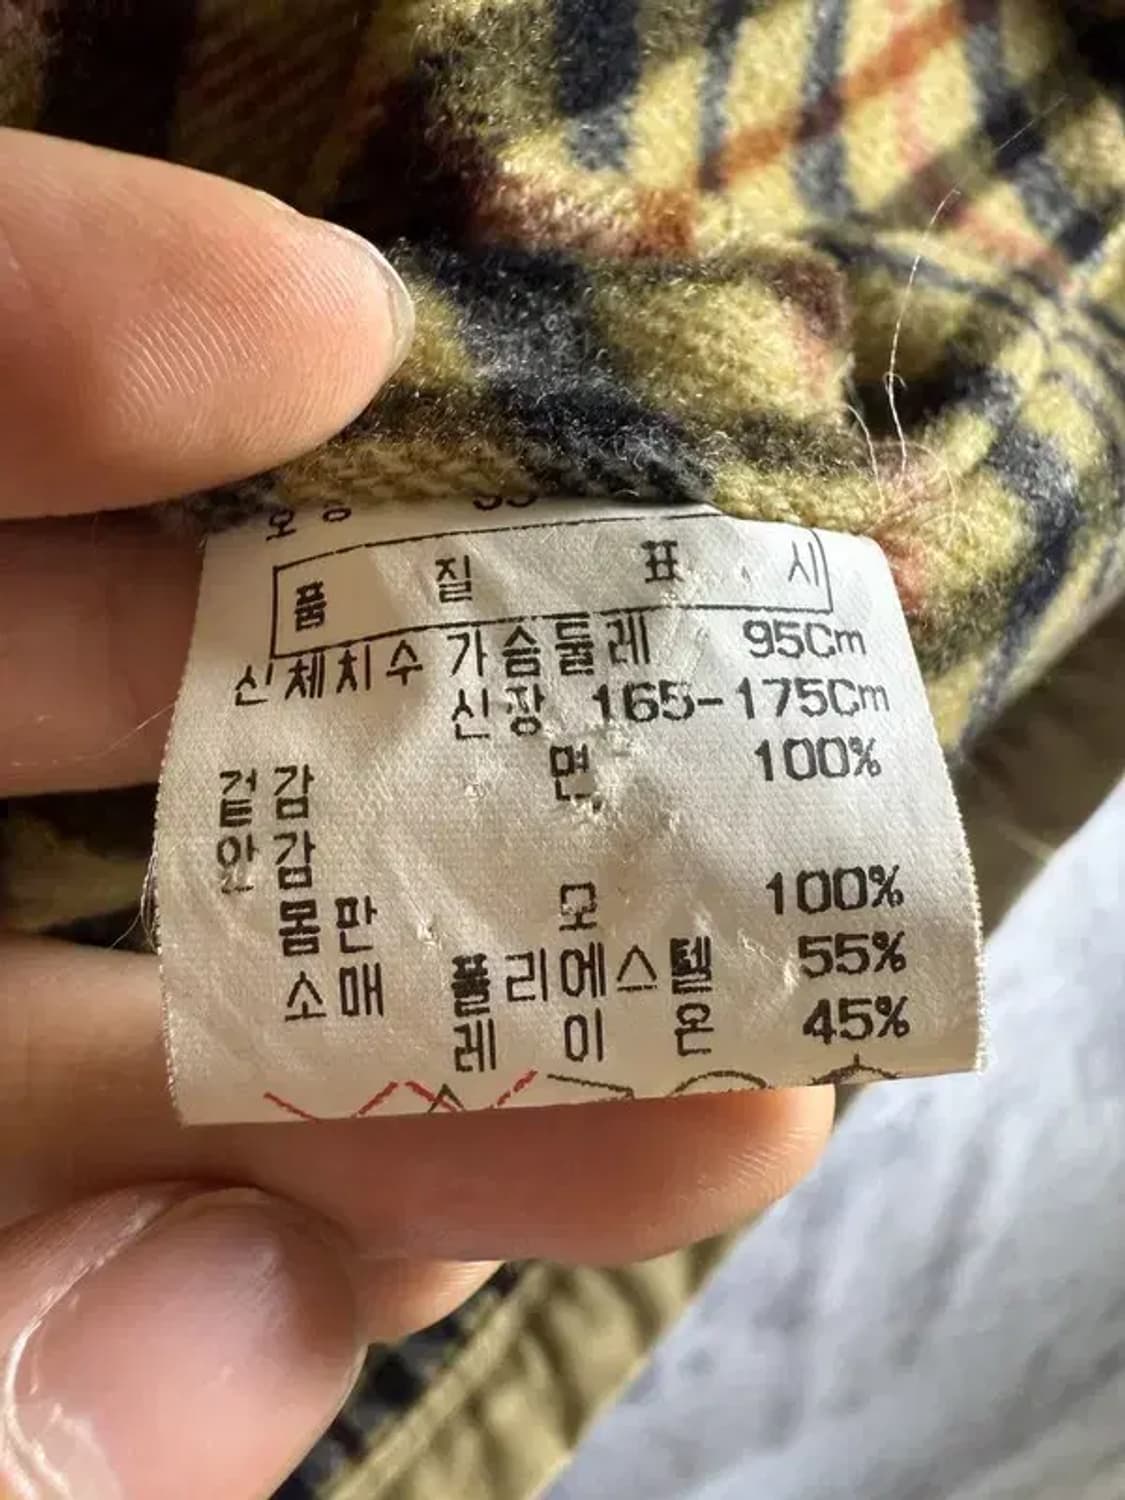 품 질 표 시
신체치수 가슴둘레 95Cm
신장 165-175Cm
겉감 면 100%
안감
몸판 모 100%
소매 폴리에스텔 55%
레 이 온 45%